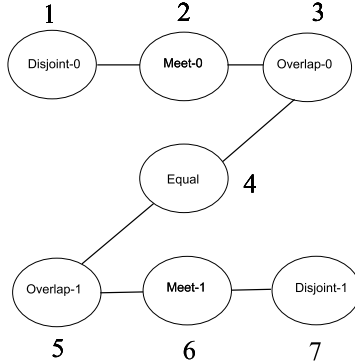 1 2 3
Disjoint-0 Meet-0 Overlap-0
Equal 4
Overlap-1 Meet-1 Disjoint-1
5 6 7